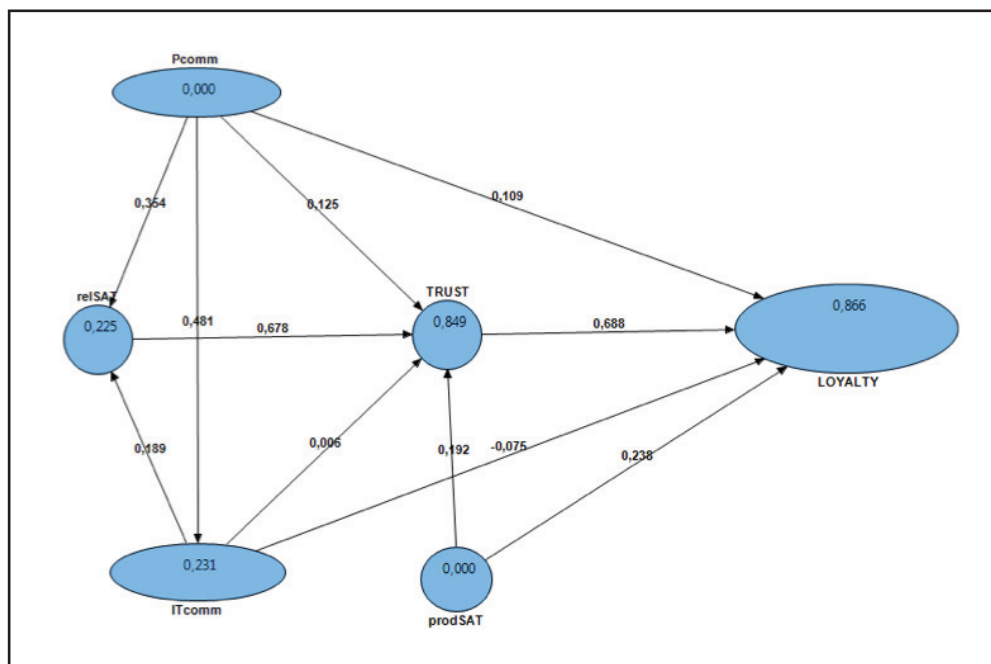 Pcomm
0,000
0,109
0,354
0,125
relSAT
TRUST
0,866
0,225
0,481
0,678
0,849
0,688
LOYALTY
0,189
0,006
0,192
-0,075
0,238
0,231
0,000
ITcomm
prodSAT